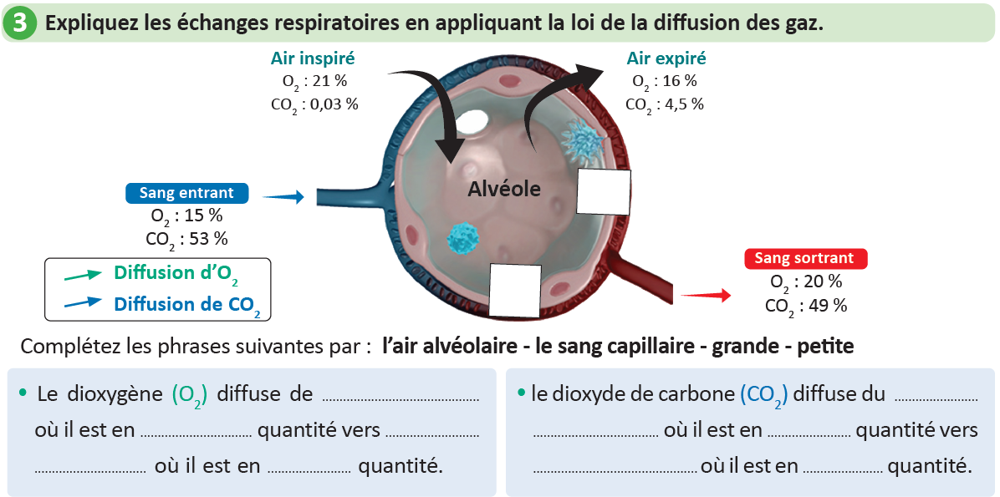 3 Expliquez les échanges respiratoires en appliquant la loi de la diffusion des gaz.
Air inspiré
O₂ : 21 %
CO₂ : 0,03 %
Air expiré
O₂ : 16 %
CO₂ : 4,5 %
Alvéole
Sang entrant
O₂ : 15 %
CO₂ : 53 %
Diffusion d’O₂
Diffusion de CO₂
Sang sortrant
O₂ : 20 %
CO₂ : 49 %
Complétez les phrases suivantes par : l’air alvéolaire - le sang capillaire - grande - petite
• Le dioxygène (O₂) diffuse de ......................
où il est en ...................... quantité vers ......................
...................... où il est en ...................... quantité.
• le dioxyde de carbone (CO₂) diffuse du ......................
...................... où il est en ...................... quantité vers
...................... où il est en ...................... quantité.